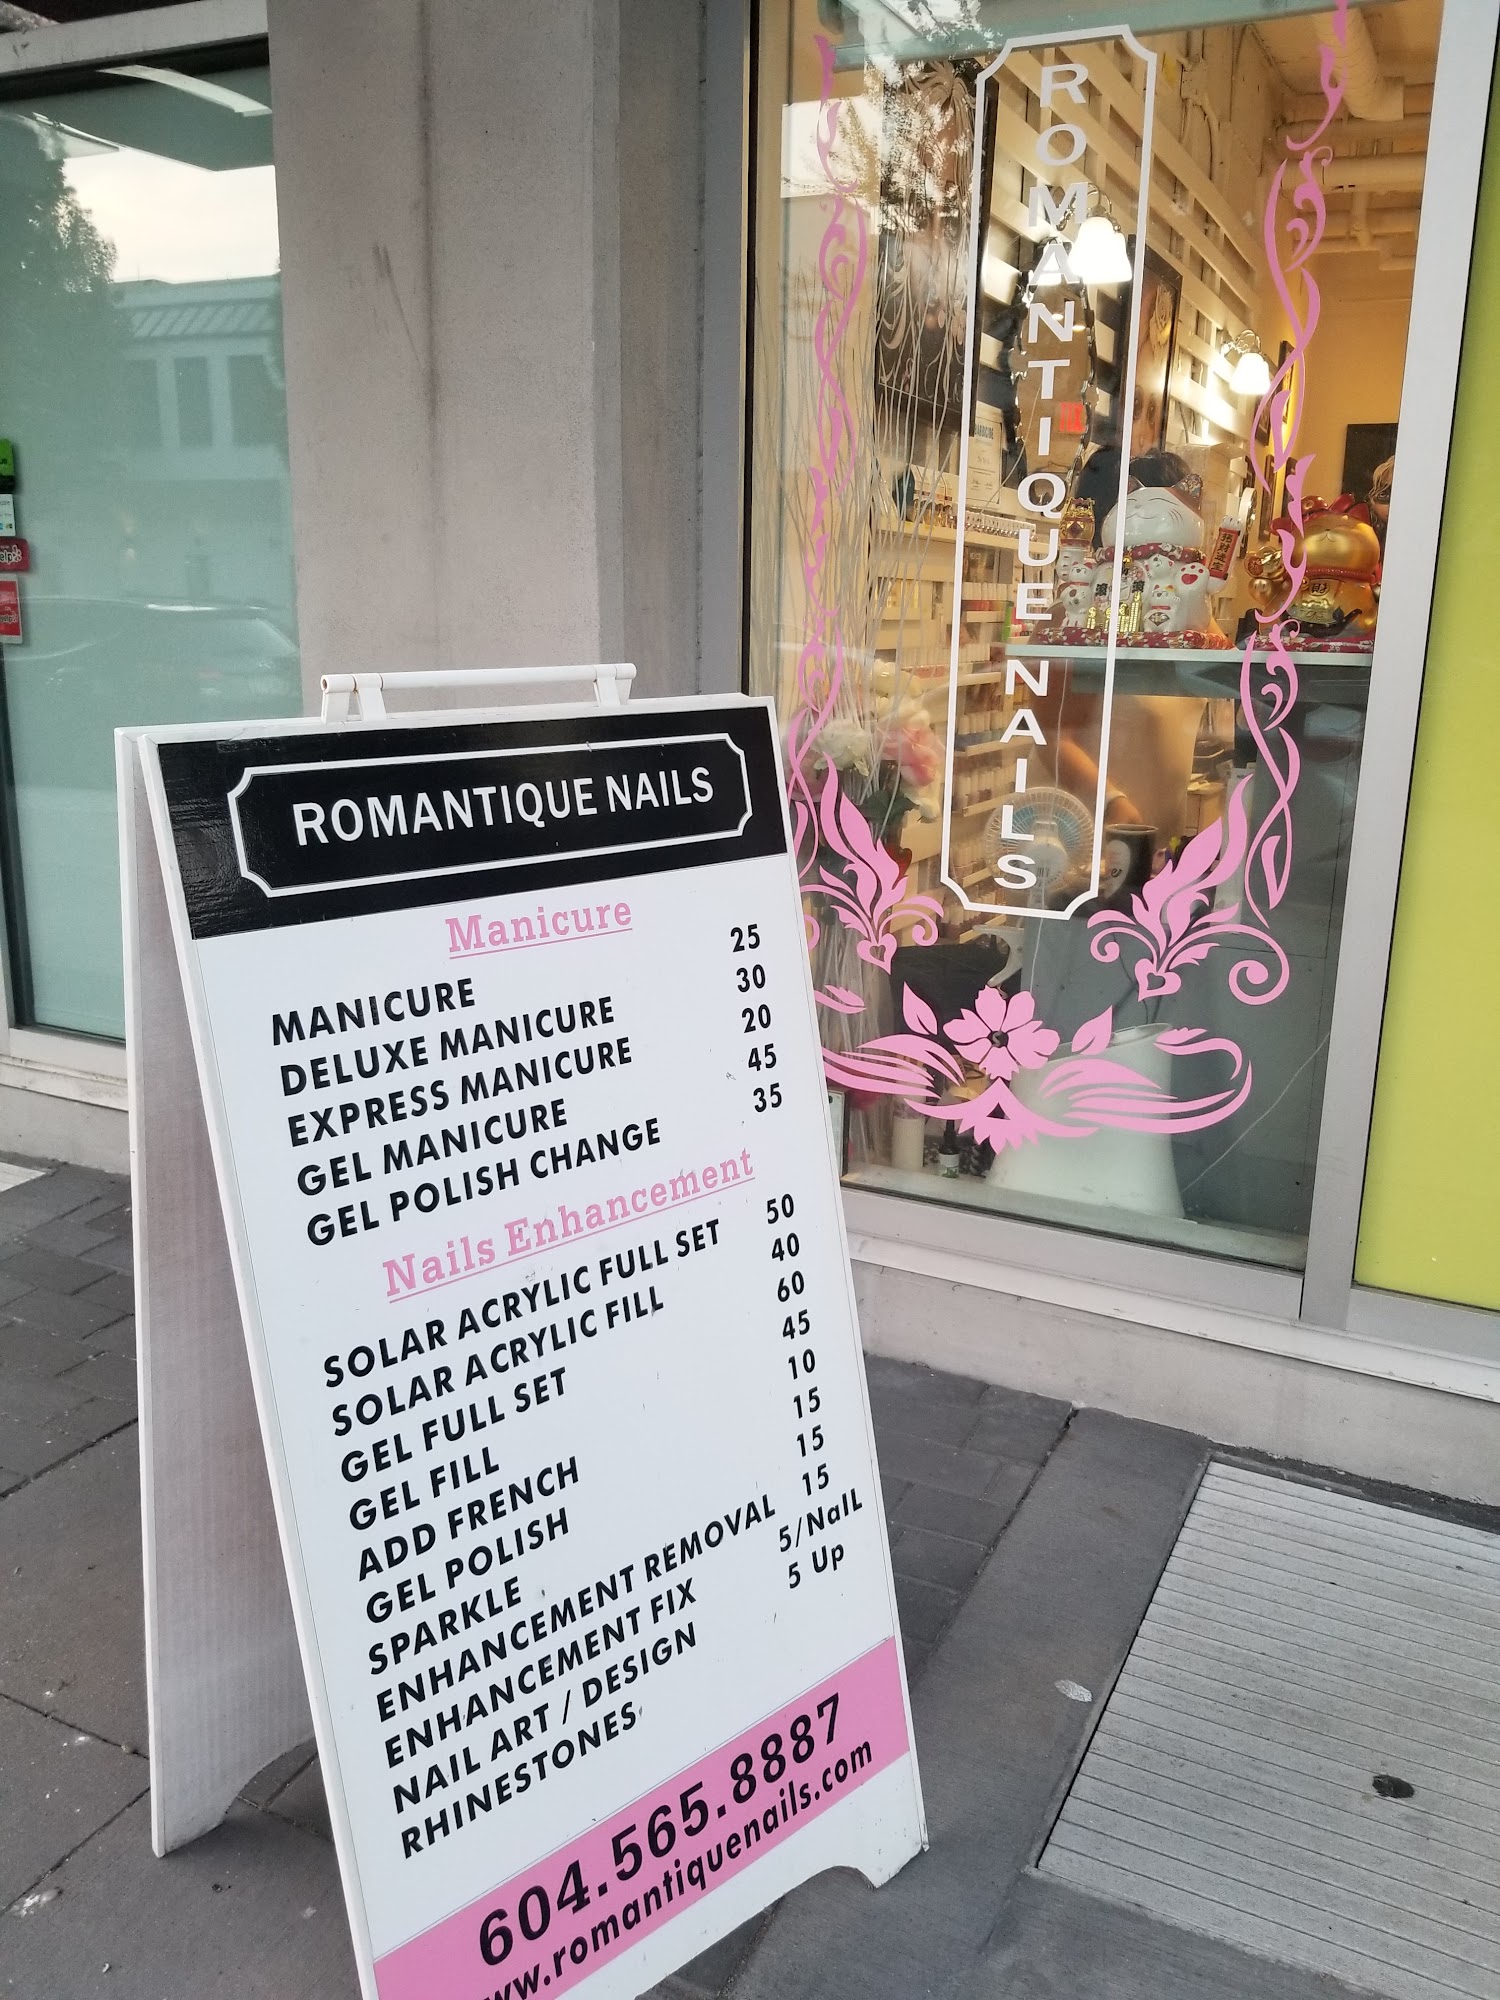 ROMANTIQUE NAILS
ROMANTIQUE NAILS
Manicure
MANICURE 25
DELUXE MANICURE 30
EXPRESS MANICURE 20
GEL MANICURE 45
GEL POLISH CHANGE 35
Nails Enhancement
SOLAR ACRYLIC FULL SET 50
SOLAR ACRYLIC FILL 40
GEL FULL SET 60
GEL FILL 45
ADD FRENCH 10
GEL POLISH 15
SPARKLE 15
ENHANCEMENT REMOVAL 15
ENHANCEMENT FIX 5/NaIL
NAIL ART / DESIGN 5 Up
RHINESTONES
604.565.8887
ww.romantiquenails.com